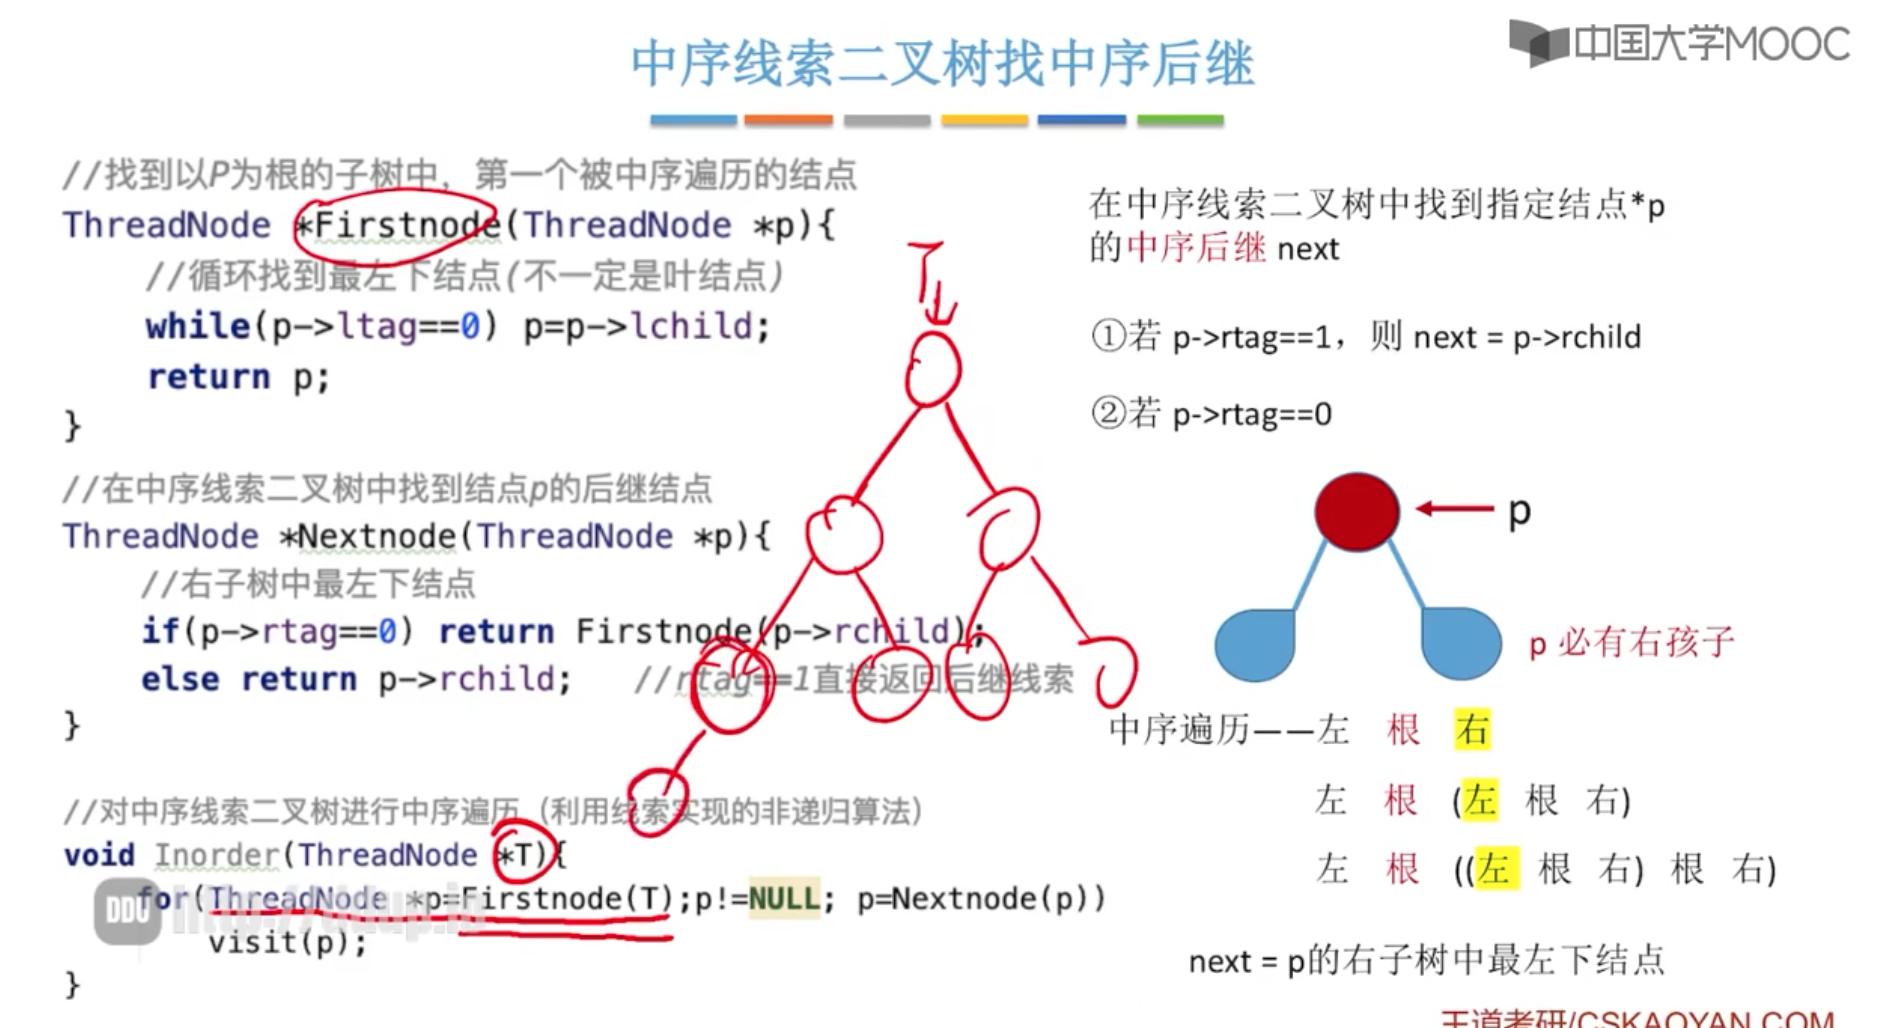 中国大学MOOC
中序线索二叉树找中序后继
//找到以P为根的子树中，第一个被中序遍历的结点
ThreadNode *Firstnode(ThreadNode *p){
//循环找到最左下结点(不一定是叶结点)
while(p->ltag==0) p=p->lchild;
return p;
}
//在中序线索二叉树中找到结点p的后继结点
ThreadNode *Nextnode(ThreadNode *p){
//右子树中最左下结点
if(p->rtag==0) return Firstnode(p->rchild);
else return p->rchild; //rtag==1直接返回后继线索
}
//对中序线索二叉树进行中序遍历（利用线索实现的非递归算法）
void Inorder(ThreadNode *T){
for(ThreadNode *p=Firstnode(T);p!=NULL; p=Nextnode(p))
visit(p);
}
DDU http://ddup.io
在中序线索二叉树中找到指定结点*p
的中序后继 next
①若 p->rtag==1，则 next = p->rchild
②若 p->rtag==0
p
p 必有右孩子
中序遍历——左 根 右
左 根 (左 根 右)
左 根 ((左 根 右) 根 右)
next = p的右子树中最左下结点
王道考研/CSKAOYAN.COM